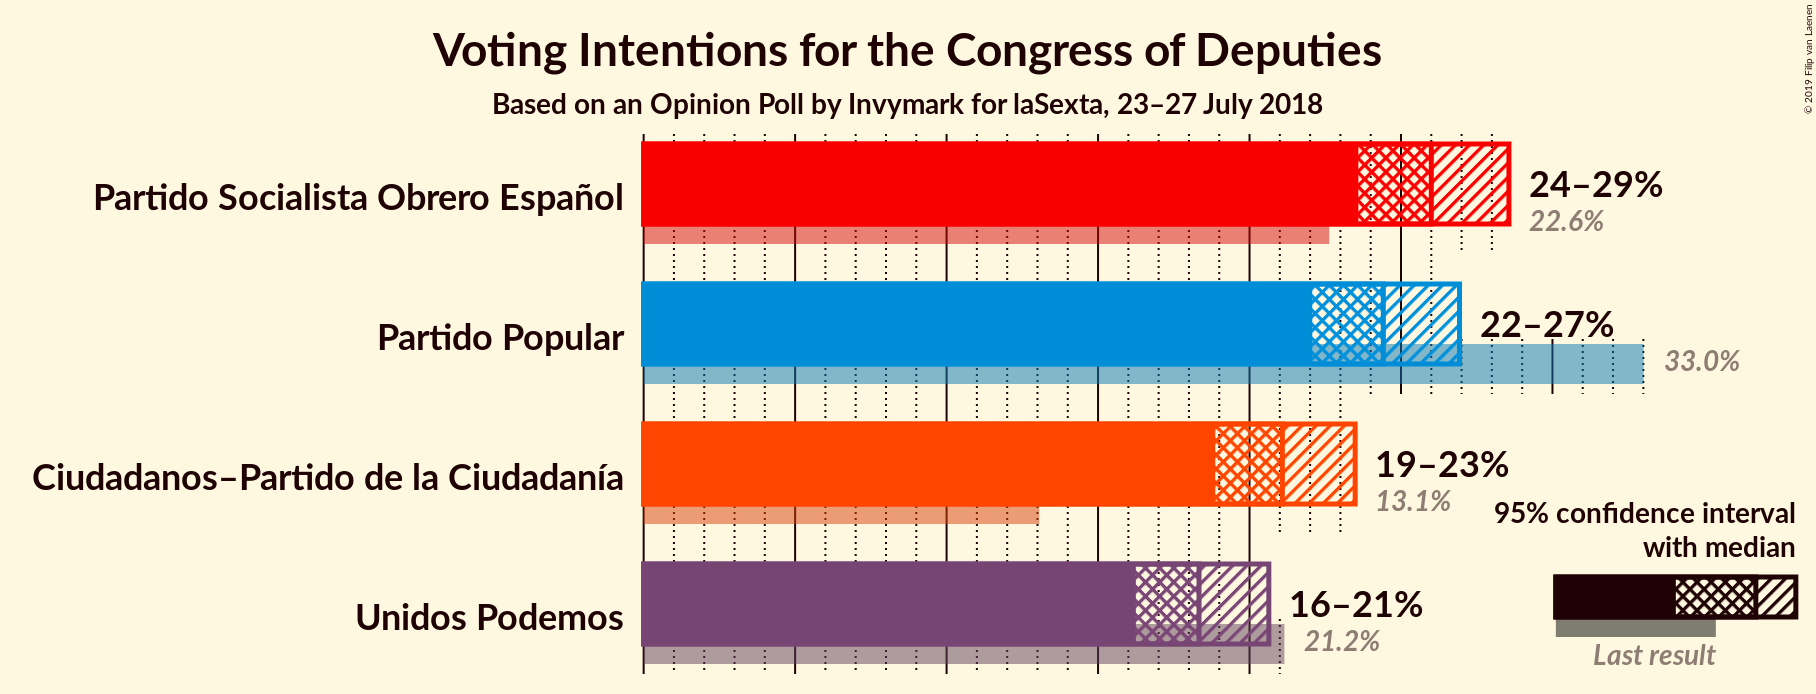 Voting Intentions for the Congress of Deputies
Based on an Opinion Poll by Invymark for laSexta, 23–27 July 2018
© 2019 Filip van Laenen
Partido Socialista Obrero Español
24–29%
22.6%
Partido Popular
22–27%
33.0%
Ciudadanos–Partido de la Ciudadanía
19–23%
13.1%
Unidos Podemos
16–21%
21.2%
95% confidence interval
with median
Last result